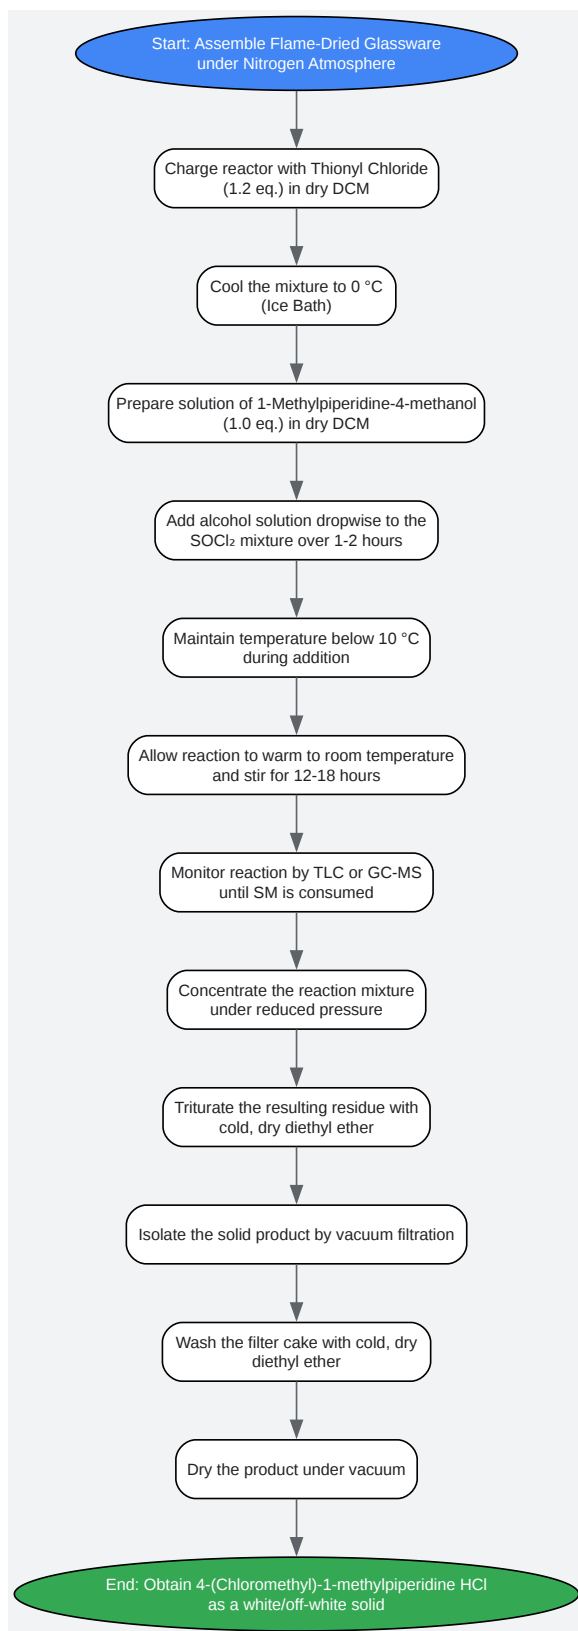 Start: Assemble Flame-Dried Glassware
under Nitrogen Atmosphere
Charge reactor with Thionyl Chloride
(1.2 eq.) in dry DCM
Cool the mixture to 0 °C
(Ice Bath)
Prepare solution of 1-Methylpiperidine-4-methanol
(1.0 eq.) in dry DCM
Add alcohol solution dropwise to the
SOCl₂ mixture over 1-2 hours
Maintain temperature below 10 °C
during addition
Allow reaction to warm to room temperature
and stir for 12-18 hours
Monitor reaction by TLC or GC-MS
until SM is consumed
Concentrate the reaction mixture
under reduced pressure
Triturate the resulting residue with
cold, dry diethyl ether
Isolate the solid product by vacuum filtration
Wash the filter cake with cold, dry
diethyl ether
Dry the product under vacuum
End: Obtain 4-(Chloromethyl)-1-methylpiperidine HCl
as a white/off-white solid